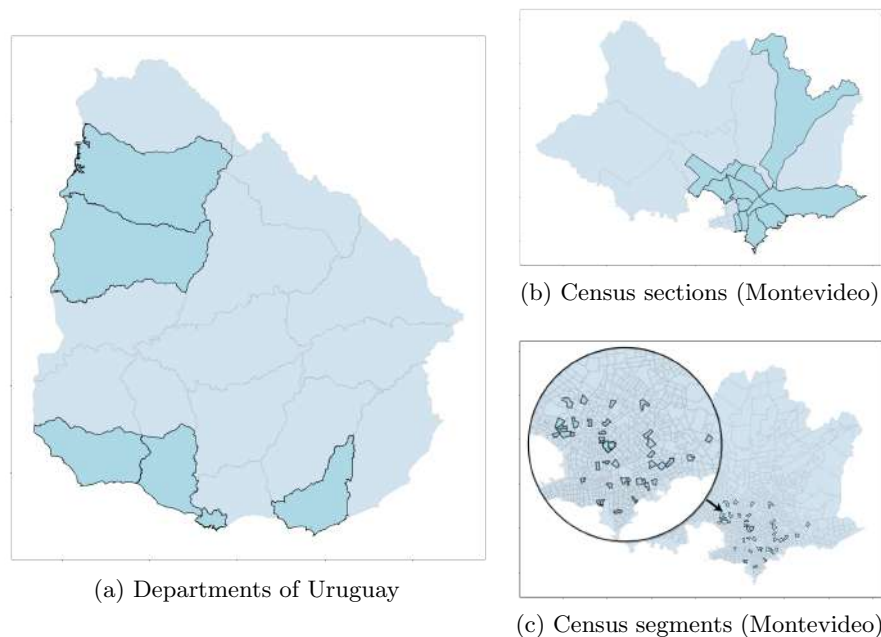 (a) Departments of Uruguay
(b) Census sections (Montevideo)
(c) Census segments (Montevideo)